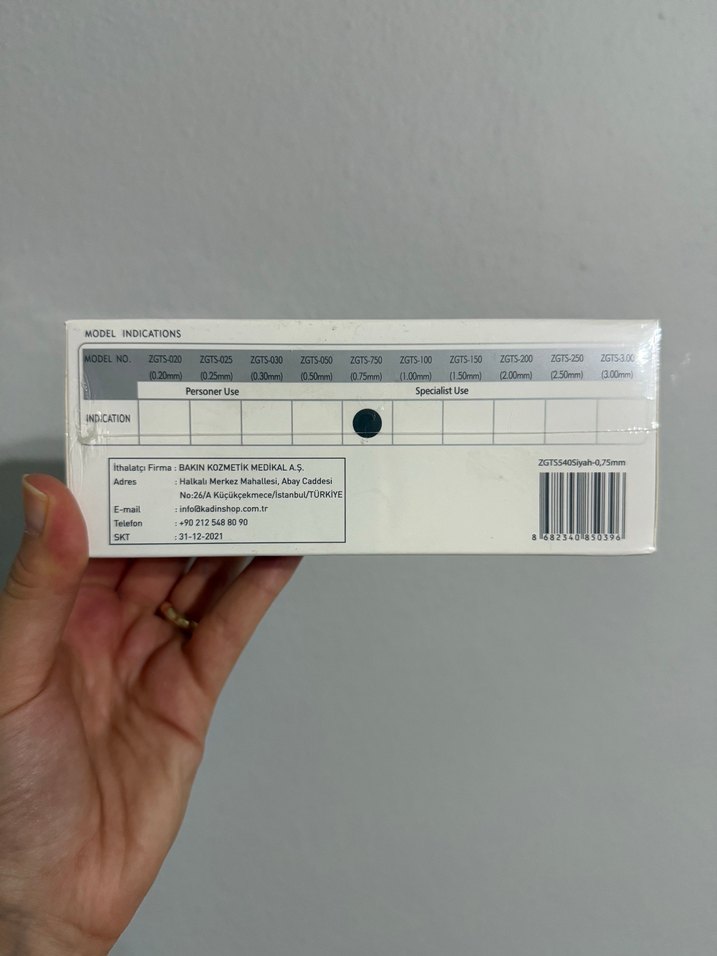 MODEL INDICATIONS
MODEL NO. ZGTS-020 ZGTS-025 ZGTS-030 ZGTS-050 ZGTS-750 ZGTS-100 ZGTS-150 ZGTS-200 ZGTS-250 ZGTS-3.00
(0.20mm) (0.25mm) (0.30mm) (0.50mm) (0.75mm) (1.00mm) (1.50mm) (2.00mm) (2.50mm) (3.00mm)
Personer Use Specialist Use
INDICATION
İthalatçı Firma : BAKIN KOZMETİK MEDİKAL A.Ş.
Adres : Halkalı Merkez Mahallesi, Abay Caddesi
No:26/A Küçükçekmece/İstanbul/TÜRKİYE
E-mail : info@kadinshop.com.tr
Telefon : +90 212 548 80 90
SKT : 31-12-2021
ZGTS540Siyah-0,75mm
8 682340 850396